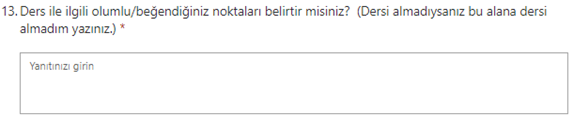 13. Ders ile ilgili olumlu/beğendiğiniz noktaları belirtir misiniz? (Dersi almadıysanız bu alana dersi
almadım yazınız.) *
Yanıtınızı girin